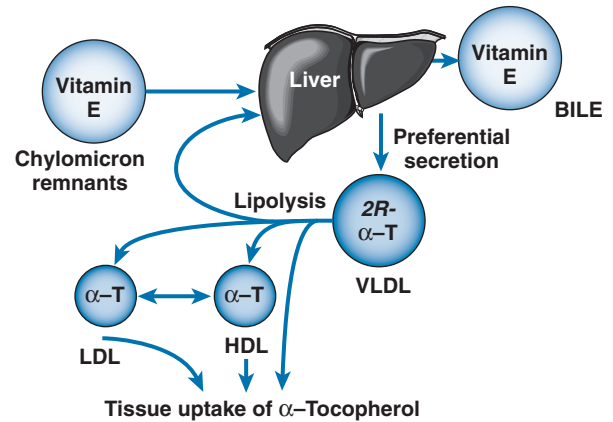 Vitamin
E
Chylomicron
remnants
Liver
Vitamin
E
BILE
Preferential
secretion
Lipolysis
2R-
α–T
VLDL
α–T
LDL
α–T
HDL
Tissue uptake of α–Tocopherol